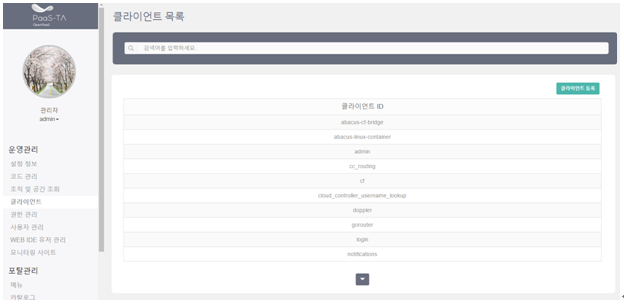 PaaS-TA
관리자
admin
운영관리
설정 정보
코드 관리
조직 및 공간 조회
클라이언트
권한 관리
사용자 관리
WEB IDE 유저 관리
모니터링 사이트
포탈관리
메뉴
카탈로그
클라이언트 목록
검색어를 입력하세요
클라이언트 등록
클라이언트 ID
abacus-cf-bridge
abacus-linux-container
admin
cc_routing
cf
cloud_controller_username_lookup
doppler
gorouter
login
notifications